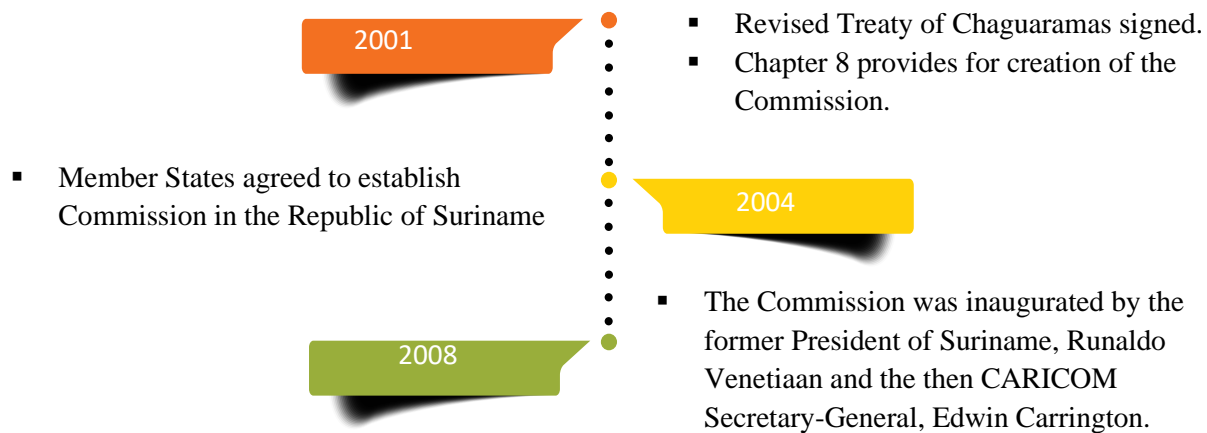 2001
▪ Revised Treaty of Chaguaramas signed.
▪ Chapter 8 provides for creation of the
Commission.
▪ Member States agreed to establish
Commission in the Republic of Suriname
2004
▪ The Commission was inaugurated by the
former President of Suriname, Runaldo
Venetiaan and the then CARICOM
Secretary-General, Edwin Carrington.
2008